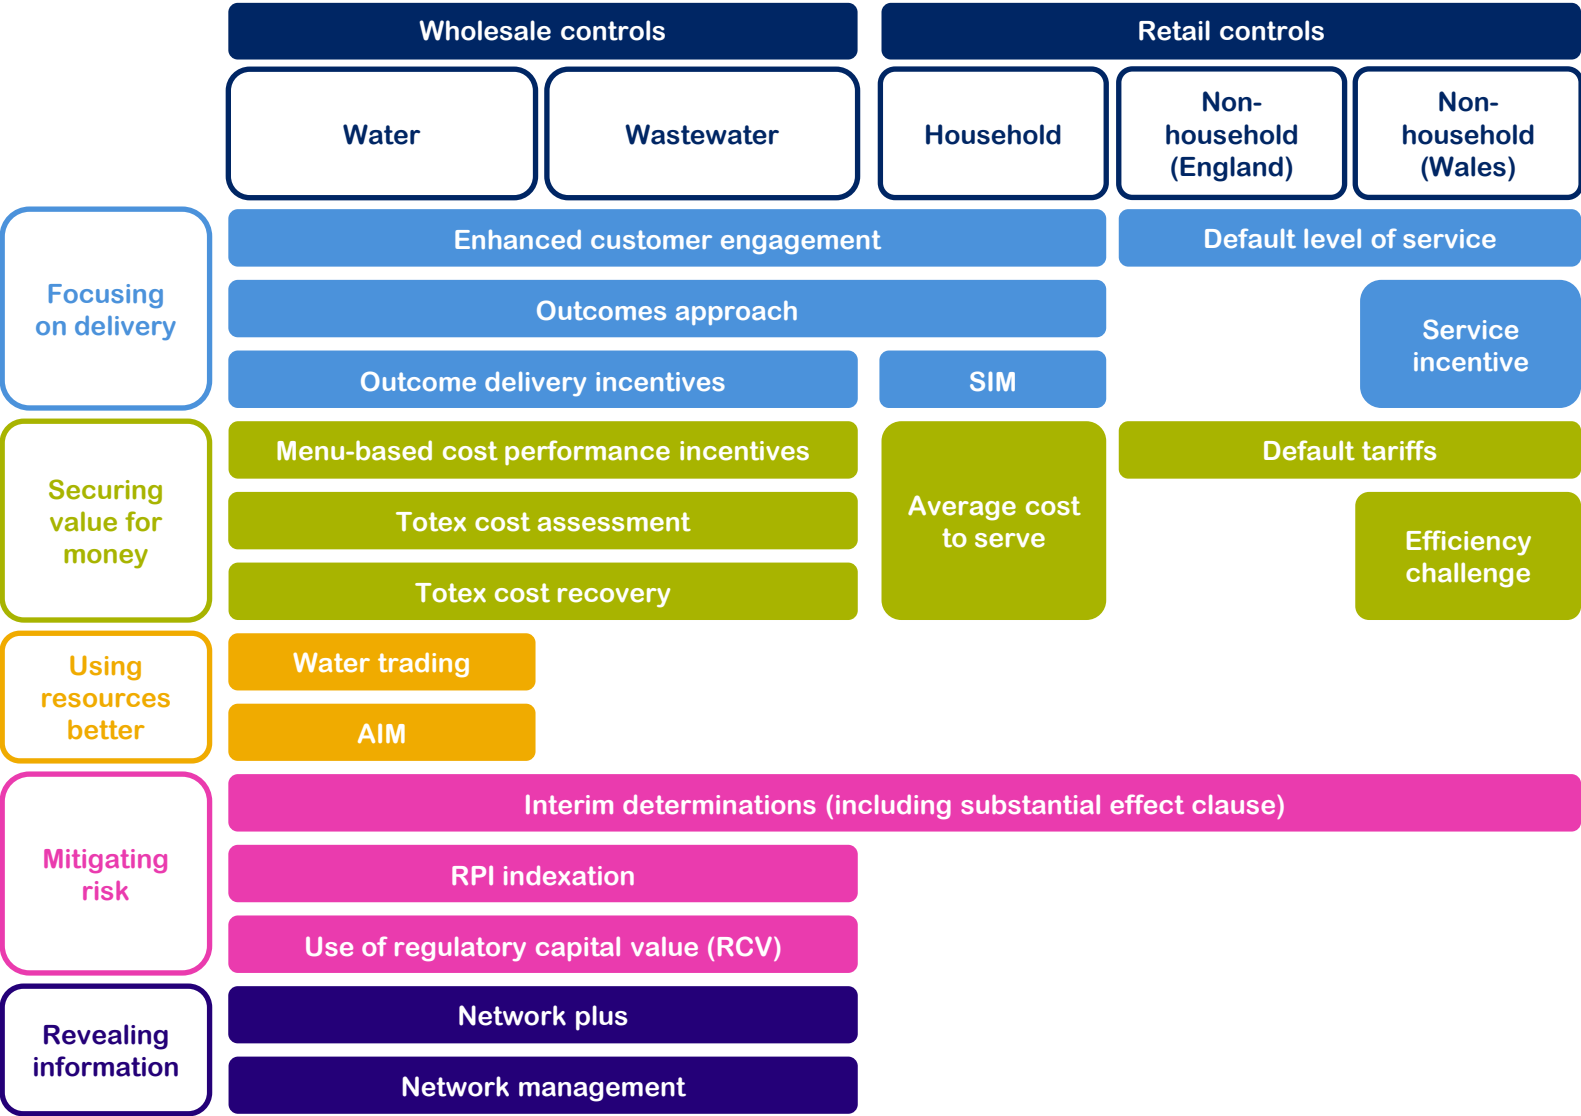 Wholesale controls
Retail controls
Water
Wastewater
Household
Non-
household
(England)
Non-
household
(Wales)
Focusing
on delivery
Enhanced customer engagement
Default level of service
Outcomes approach
Service
incentive
Outcome delivery incentives
SIM
Securing
value for
money
Menu-based cost performance incentives
Average cost
to serve
Default tariffs
Totex cost assessment
Efficiency
challenge
Totex cost recovery
Using
resources
better
Water trading
AIM
Mitigating
risk
Interim determinations (including substantial effect clause)
RPI indexation
Use of regulatory capital value (RCV)
Revealing
information
Network plus
Network management